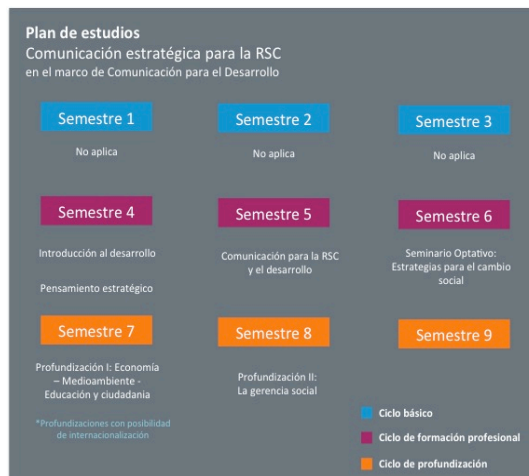 Plan de estudios
Comunicación estratégica para la RSC
en el marco de Comunicación para el Desarrollo
Semestre 1
Semestre 2
Semestre 3
No aplica
No aplica
No aplica
Semestre 4
Semestre 5
Semestre 6
Introducción al desarrollo
Pensamiento estratégico
Comunicación para la RSC
y el desarrollo
Seminario Optativo:
Estrategias para el cambio
social
Semestre 7
Semestre 8
Semestre 9
Profundización I: Economía
– Medioambiente -
Educación y ciudadania
*Profundizaciones con posibilidad
de internacionalización
Profundización II:
La gerencia social
Ciclo básico
Ciclo de formación profesional
Ciclo de profundización